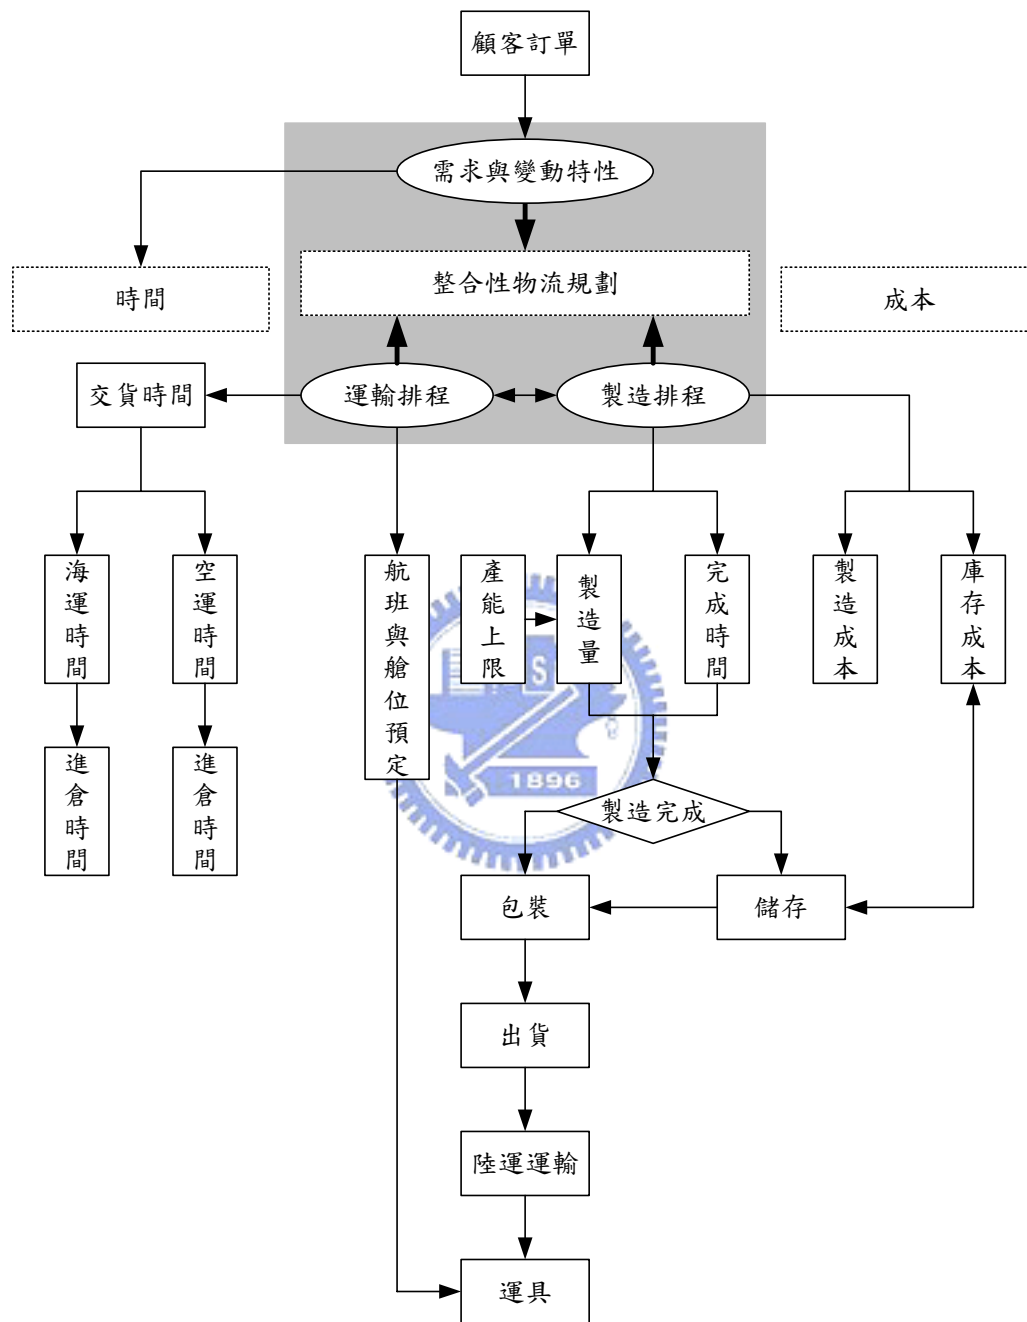 顧客訂單
需求與變動特性
整合性物流規劃
時間
成本
交貨時間
運輸排程
製造排程
海運時間
空運時間
航班與艙位預定
產能上限
製造量
完成時間
製造成本
庫存成本
S
1896
進倉時間
進倉時間
製造完成
包裝
儲存
出貨
陸運運輸
運具